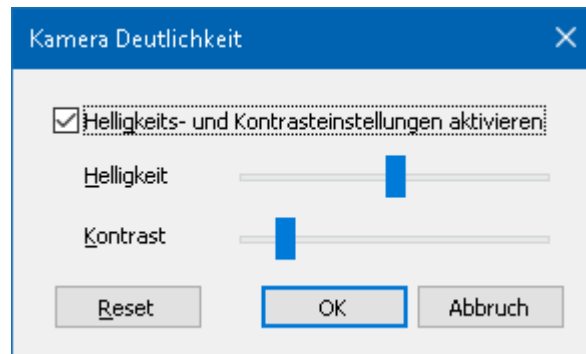 Kamera Deutlichkeit
Helligkeits- und Kontrasteinstellungen aktivieren
Helligkeit
Kontrast
Reset OK Abbruch